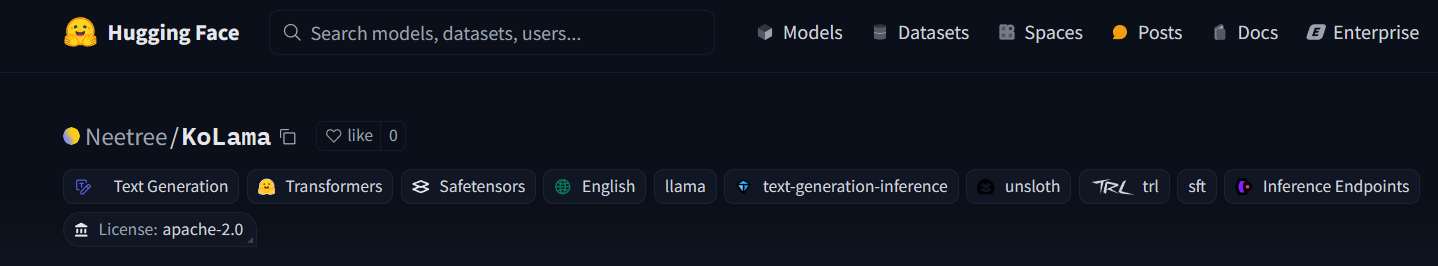 Hugging Face Search models, datasets, users... Models Datasets Spaces Posts Docs Enterprise
Neetree/KoLama like 0
Text Generation Transformers Safetensors English llama text-generation-inference unsloth TRL trl sft Inference Endpoints
License: apache-2.0